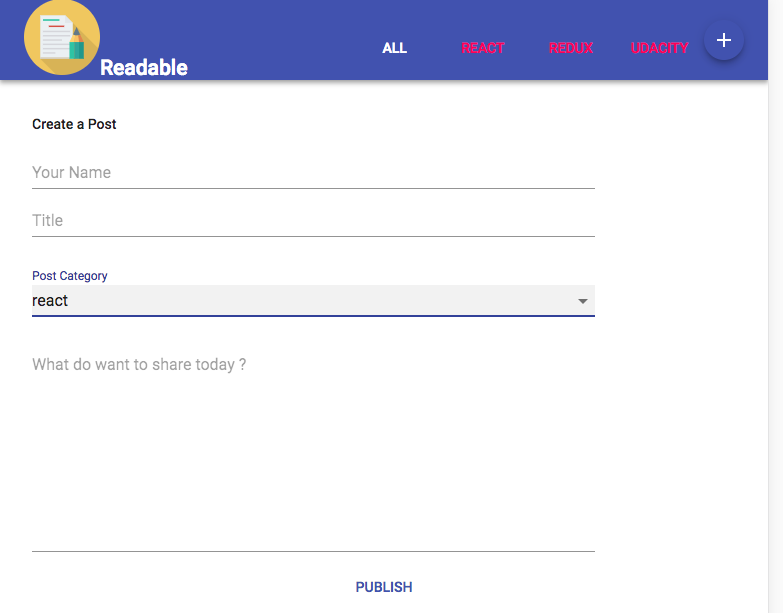 Readable ALL REACT REDUX UDACITY +
Create a Post
Your Name
Title
Post Category
react
What do want to share today ?
PUBLISH